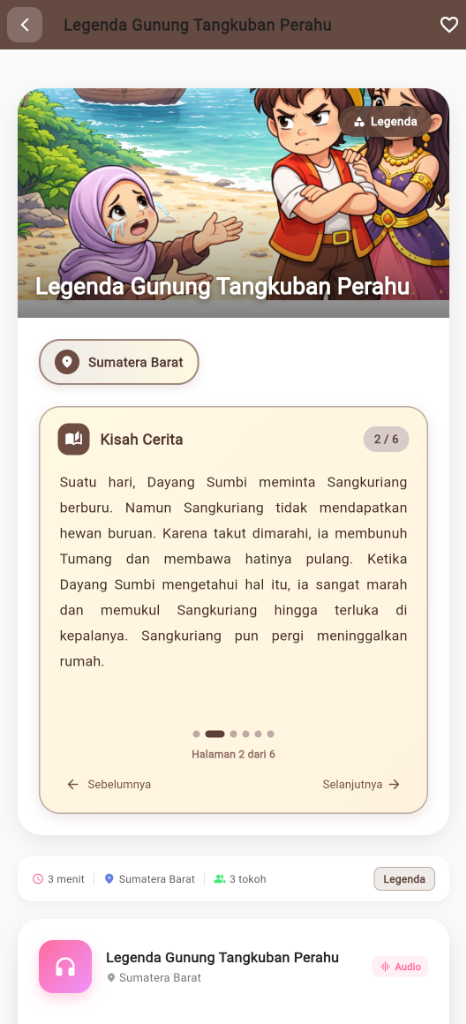 Legenda Gunung Tangkuban Perahu
Legenda
Legenda Gunung Tangkuban Perahu
Sumatera Barat
Kisah Cerita
2 / 6
Suatu hari, Dayang Sumbi meminta Sangkuriang
berburu. Namun Sangkuriang tidak mendapatkan
hewan buruan. Karena takut dimarahi, ia membunuh
Tumang dan membawa hatinya pulang. Ketika
Dayang Sumbi mengetahui hal itu, ia sangat marah
dan memukul Sangkuriang hingga terluka di
kepalanya. Sangkuriang pun pergi meninggalkan
rumah.
Halaman 2 dari 6
Sebelumnya
Selanjutnya
3 menit
Sumatera Barat
3 tokoh
Legenda
Legenda Gunung Tangkuban Perahu
Sumatera Barat
Audio